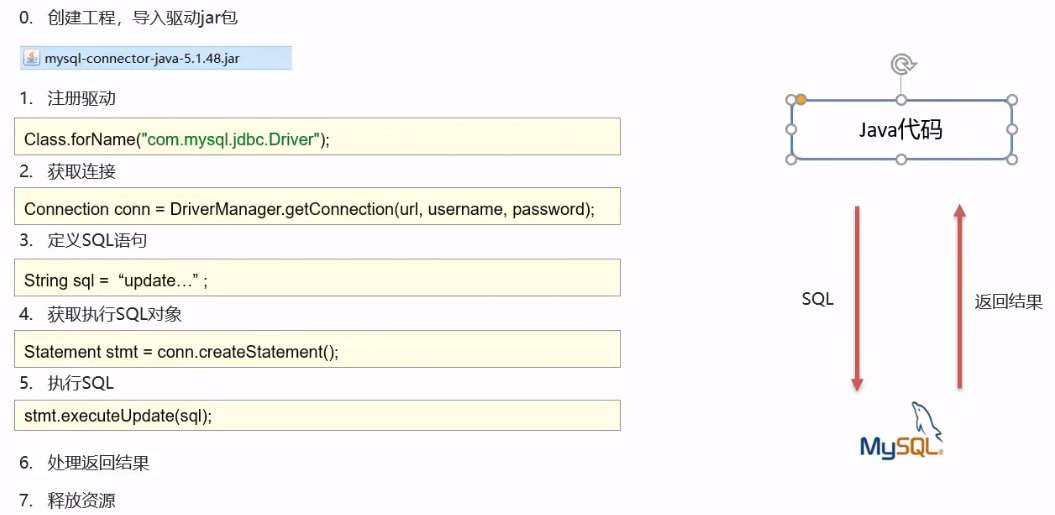 0. 创建工程，导入驱动jar包
mysql-connector-java-5.1.48.jar
1. 注册驱动
Class.forName("com.mysql.jdbc.Driver");
2. 获取连接
Connection conn = DriverManager.getConnection(url, username, password);
3. 定义SQL语句
String sql = “update…” ;
4. 获取执行SQL对象
Statement stmt = conn.createStatement();
5. 执行SQL
stmt.executeUpdate(sql);
6. 处理返回结果
7. 释放资源
Java代码
SQL
返回结果
MySQL